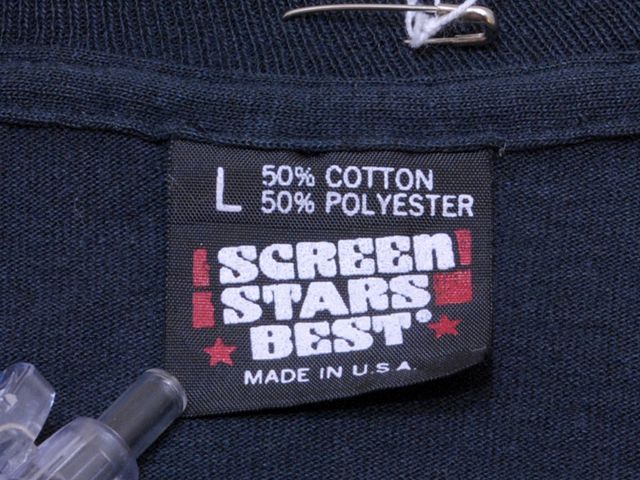 L 50% COTTON
50% POLYESTER
SCREEN
STARS
BEST®
MADE IN U.S.A.